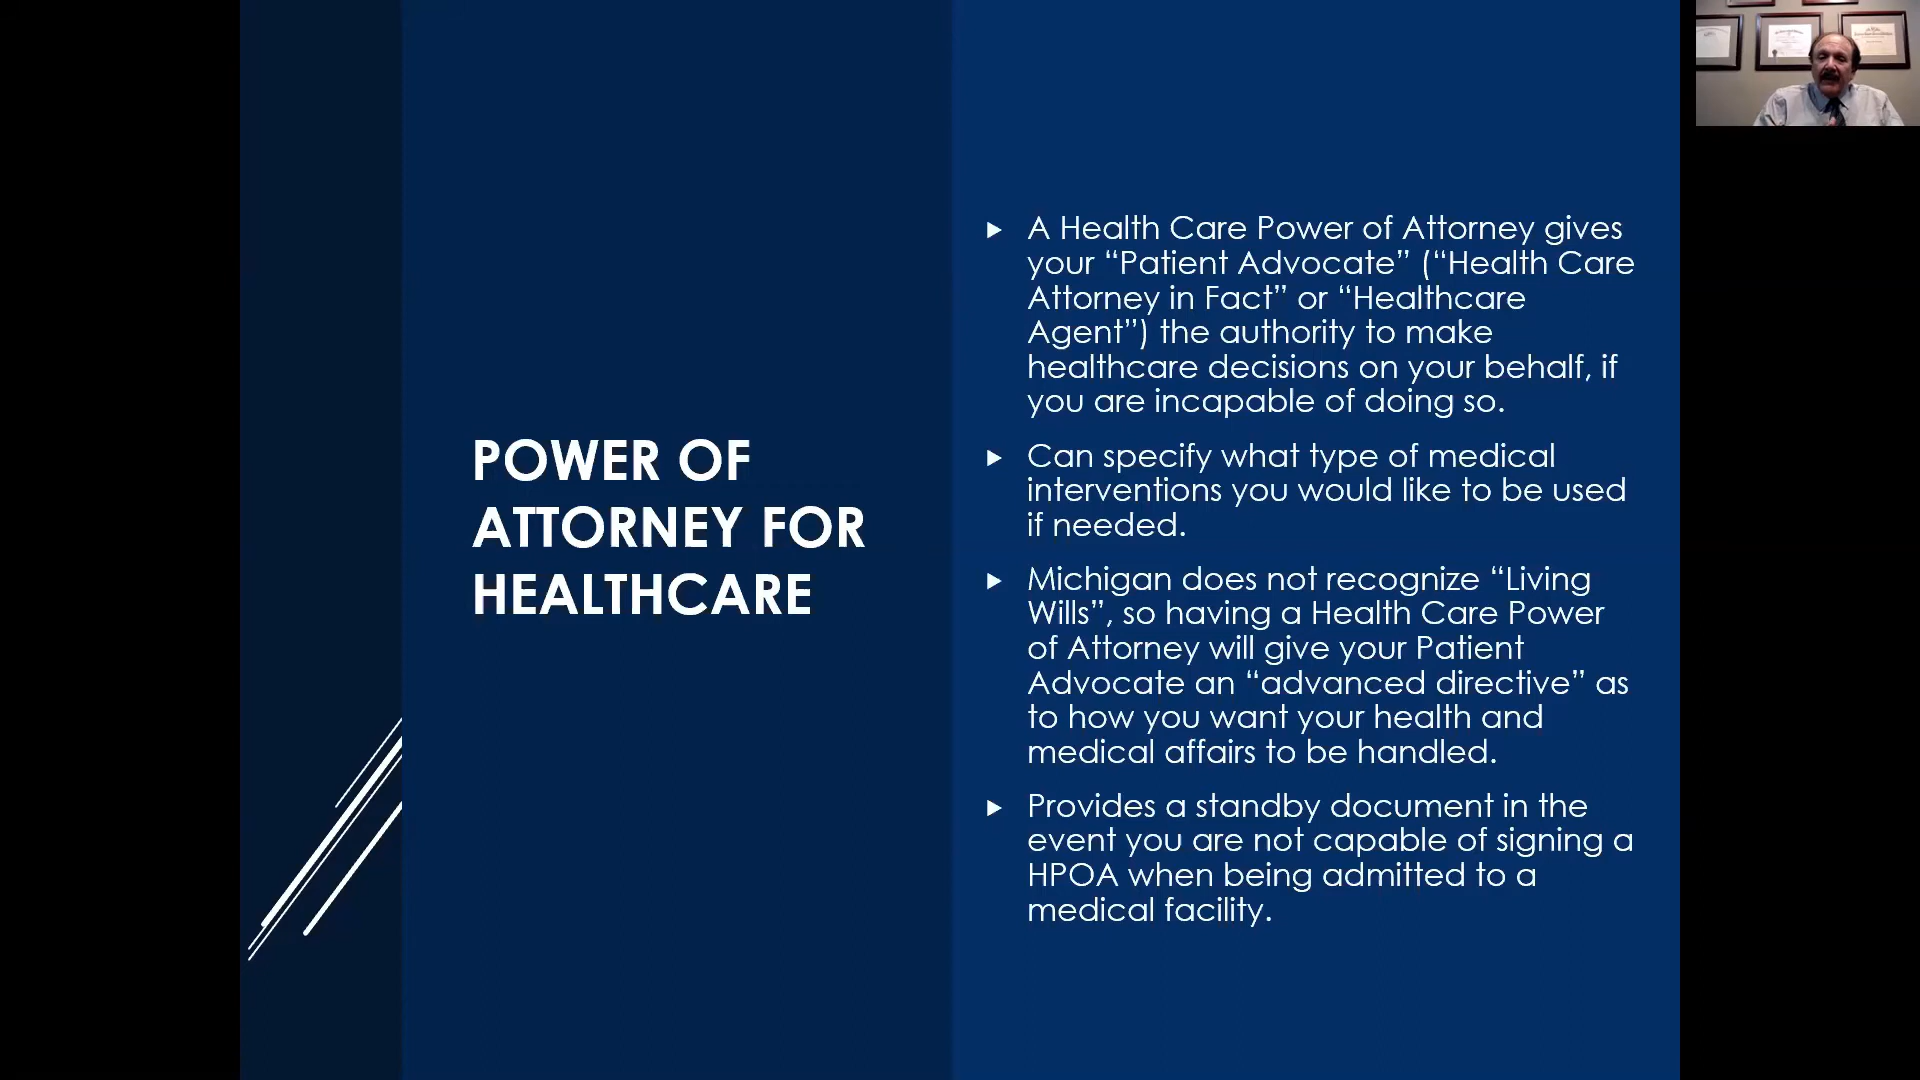 POWER OF
ATTORNEY FOR
HEALTHCARE
A Health Care Power of Attorney gives
your “Patient Advocate” (“Health Care
Attorney in Fact” or “Healthcare
Agent”) the authority to make
healthcare decisions on your behalf, if
you are incapable of doing so.
Can specify what type of medical
interventions you would like to be used
if needed.
Michigan does not recognize “Living
Wills”, so having a Health Care Power
of Attorney will give your Patient
Advocate an “advanced directive” as
to how you want your health and
medical affairs to be handled.
Provides a standby document in the
event you are not capable of signing a
HPOA when being admitted to a
medical facility.